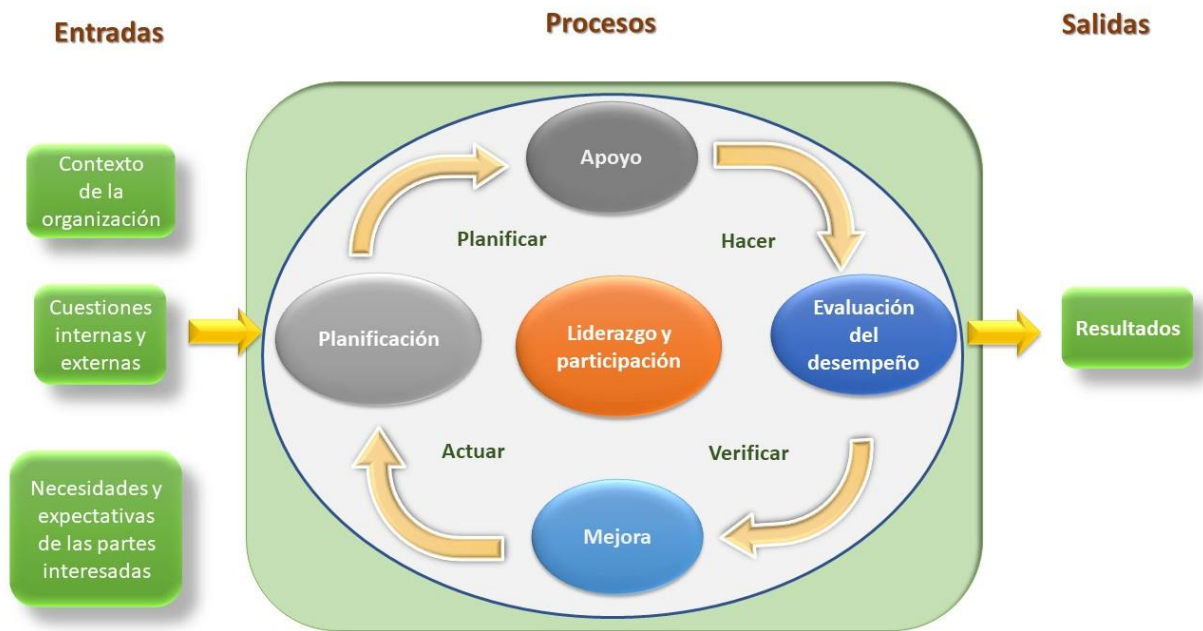 Entradas
Procesos
Salidas
Contexto
de la
organización
Cuestiones
internas y
externas
Necesidades y
expectativas
de las partes
interesadas
Apoyo
Planificar
Hacer
Planificación
Liderazgo y
participación
Evaluación
del
desempeño
Actuar
Verificar
Mejora
Resultados